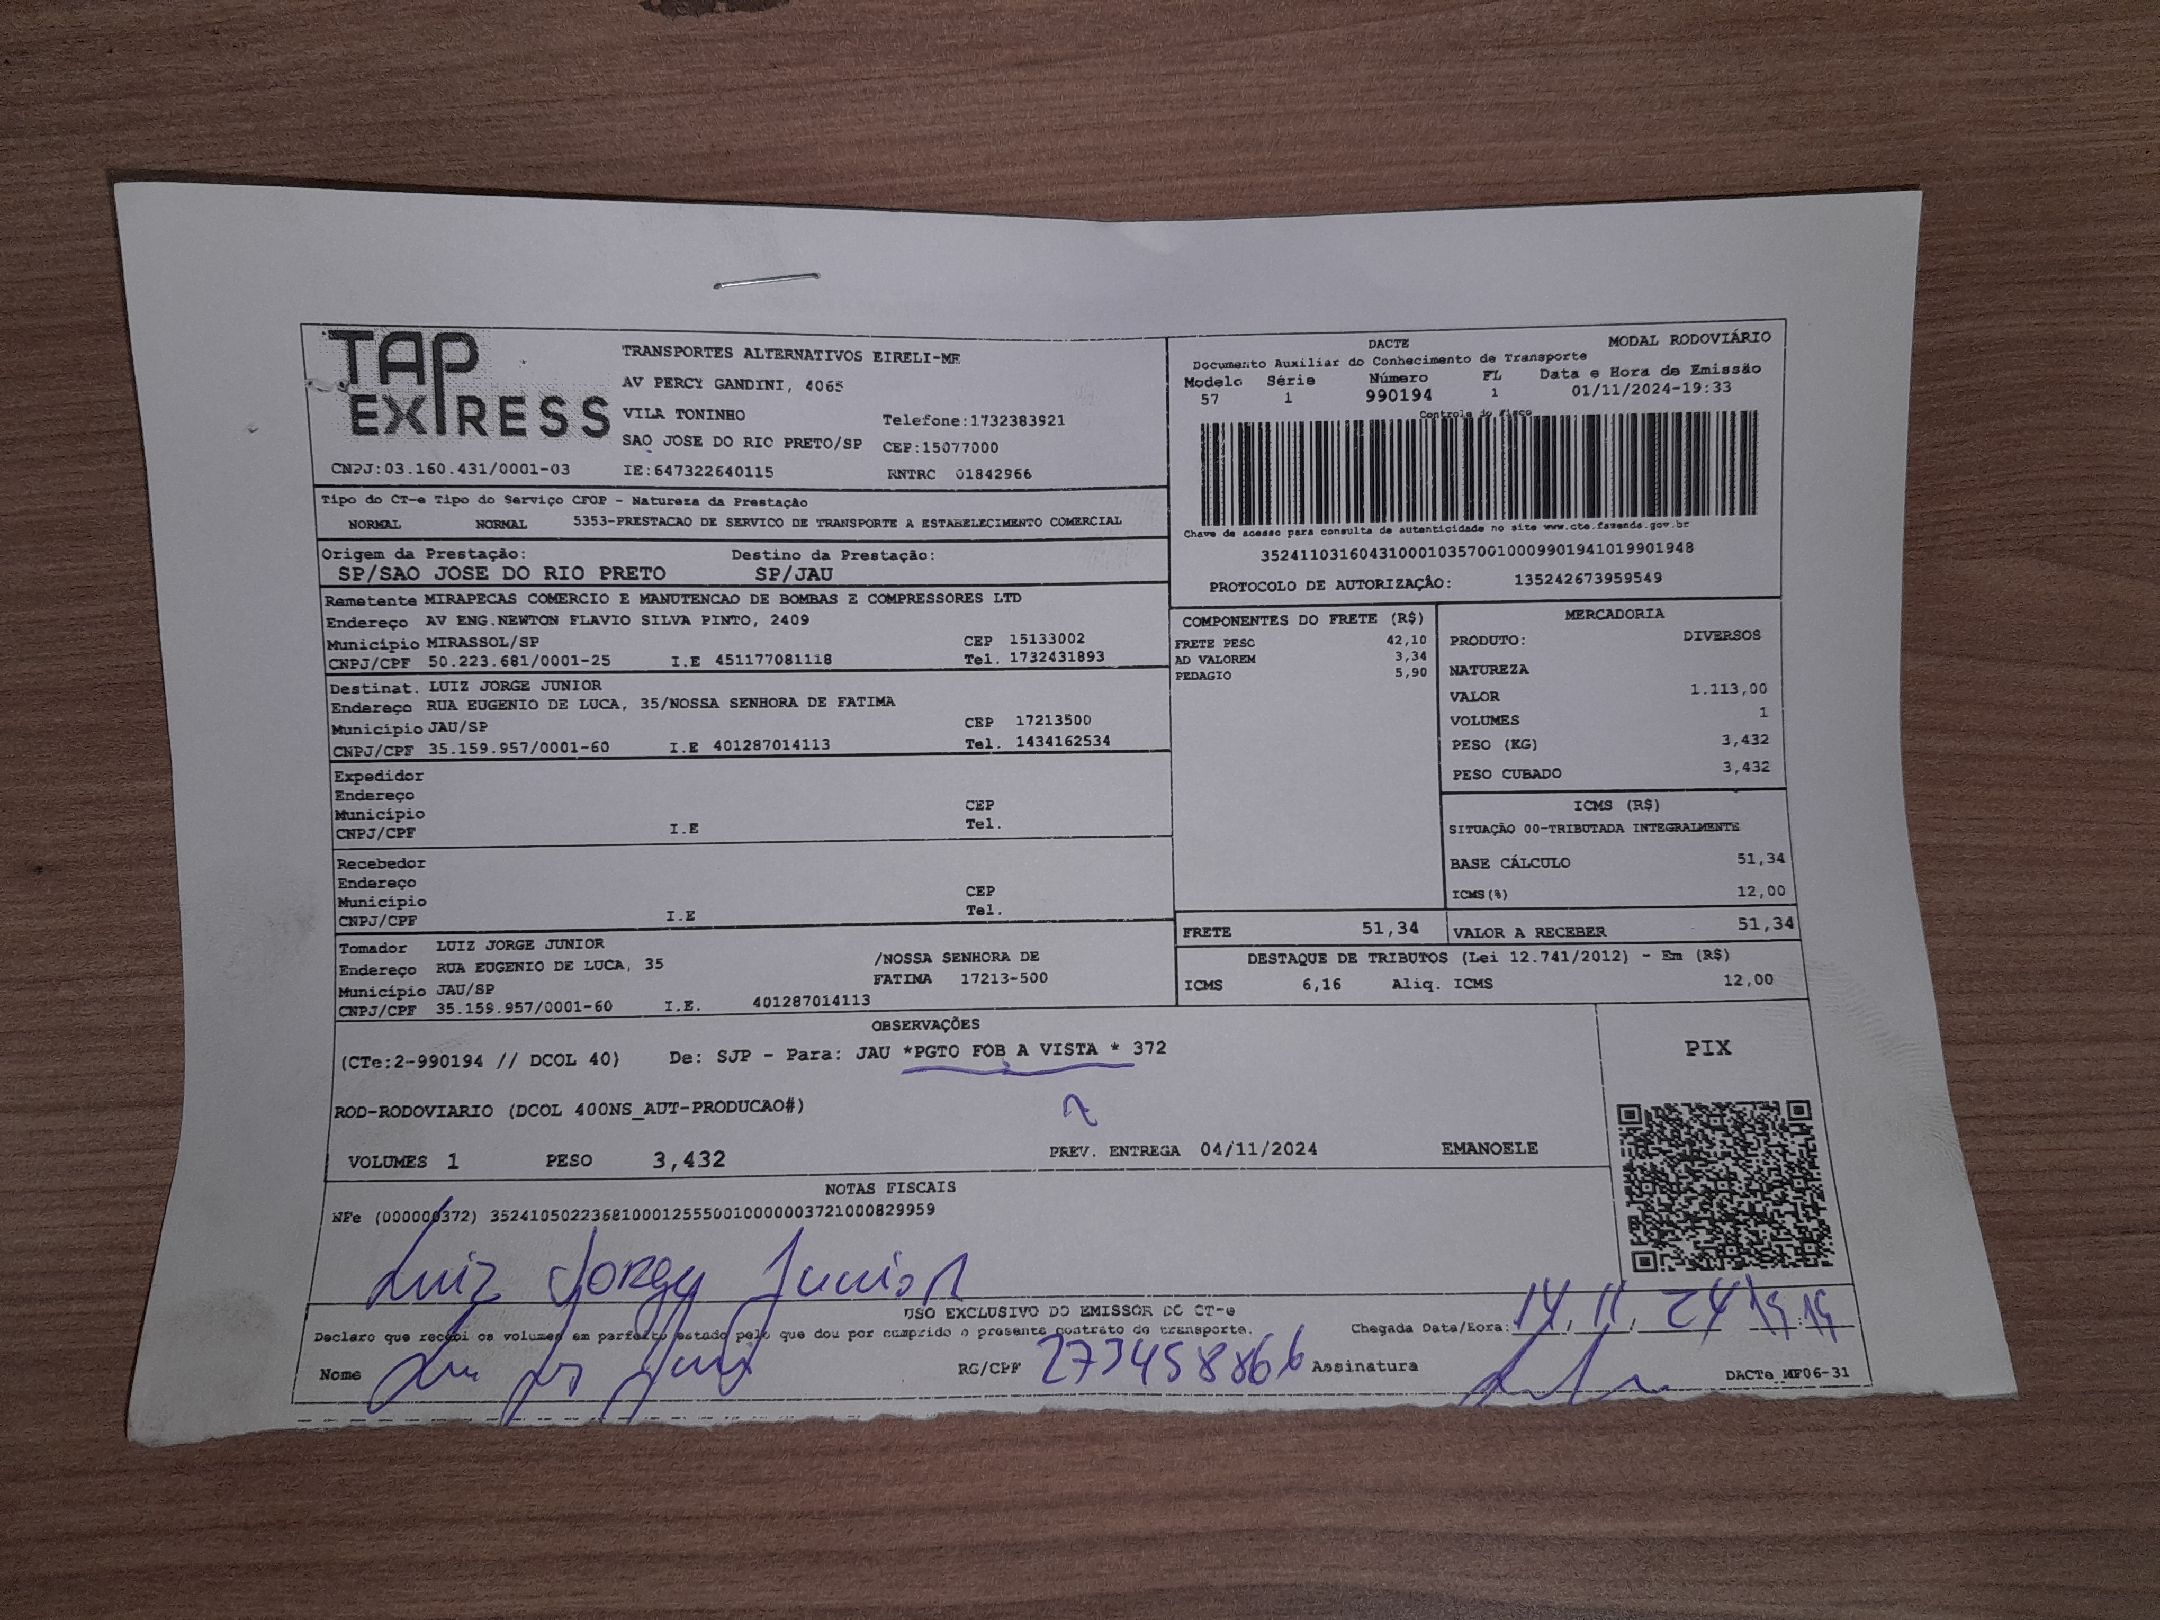 TAP EXPRESS
TRANSPORTES ALTERNATIVOS EIRELI-ME
AV PERCY GANDINI, 4065
VILA TONINHO Telefone:1732383921
SAO JOSE DO RIO PRETO/SP CEP:15077000
CNPJ:03.160.431/0001-03 IE:647322640115 RNTRC 01842966
DACTE MODAL RODOVIÁRIO
Documento Auxiliar do Conhecimento de Transporte
Modelo Série Número FL Data e Hora de Emissão
57 1 990194 1 01/11/2024-19:33
Controle do Fisco
Chave de acesso para consulta de autenticidade no site www.cte.fazenda.gov.br
35241103160431000103570010009901941019901948
PROTOCOLO DE AUTORIZAÇÃO: 135242673959549
Tipo do CT-e Tipo do Serviço CFOP - Natureza da Prestação
NORMAL NORMAL 5353-PRESTACAO DE SERVICO DE TRANSPORTE A ESTABELECIMENTO COMERCIAL
Origem da Prestação: Destino da Prestação:
SP/SAO JOSE DO RIO PRETO SP/JAU
Remetente MIRAPECAS COMERCIO E MANUTENCAO DE BOMBAS E COMPRESSORES LTD
Endereço AV ENG.NEWTON FLAVIO SILVA PINTO, 2409
Município MIRASSOL/SP CEP 15133002
CNPJ/CPF 50.223.681/0001-25 I.E 451177081118 Tel. 1732431893
Destinat. LUIZ JORGE JUNIOR
Endereço RUA EUGENIO DE LUCA, 35/NOSSA SENHORA DE FATIMA
Município JAU/SP CEP 17213500
CNPJ/CPF 35.159.957/0001-60 I.E 401287014113 Tel. 1434162534
Expedidor
Endereço
Município CEP
CNPJ/CPF I.E Tel.
Recebedor
Endereço
Município CEP
CNPJ/CPF I.E Tel.
Tomador LUIZ JORGE JUNIOR
Endereço RUA EUGENIO DE LUCA, 35 /NOSSA SENHORA DE
FATIMA 17213-500
Município JAU/SP
CNPJ/CPF 35.159.957/0001-60 I.E. 401287014113
COMPONENTES DO FRETE (R$)
FRETE PESO 42,10
AD VALOREM 3,34
PEDAGIO 5,90
MERCADORIA
PRODUTO: DIVERSOS
NATUREZA
VALOR 1.113,00
VOLUMES 1
PESO (KG) 3,432
PESO CUBADO 3,432
ICMS (R$)
SITUAÇÃO 00-TRIBUTADA INTEGRALMENTE
BASE CÁLCULO 51,34
ICMS(%) 12,00
FRETE 51,34 VALOR A RECEBER 51,34
DESTAQUE DE TRIBUTOS (Lei 12.741/2012) - Em (R$)
ICMS 6,16 Aliq. ICMS 12,00
OBSERVAÇÕES
(CTe:2-990194 // DCOL 40) De: SJP - Para: JAU *PGTO FOB A VISTA * 372
ROD-RODOVIARIO (DCOL 400NS_AUT-PRODUCAO#)
VOLUMES 1 PESO 3,432 PREV. ENTREGA 04/11/2024 EMANOELE
PIX
NOTAS FISCAIS
NFe (000000372) 35241050223681000125550010000003721000829959
Luiz Jorge Junior
USO EXCLUSIVO DO EMISSOR DO CT-e
Declaro que recebi os volumes em perfeito estado pelo que dou por cumprido o presente contrato de transporte. Chegada Data/Hora: 14, 11, 24
Nome RG/CPF 273458866 Assinatura DACTe MF06-31